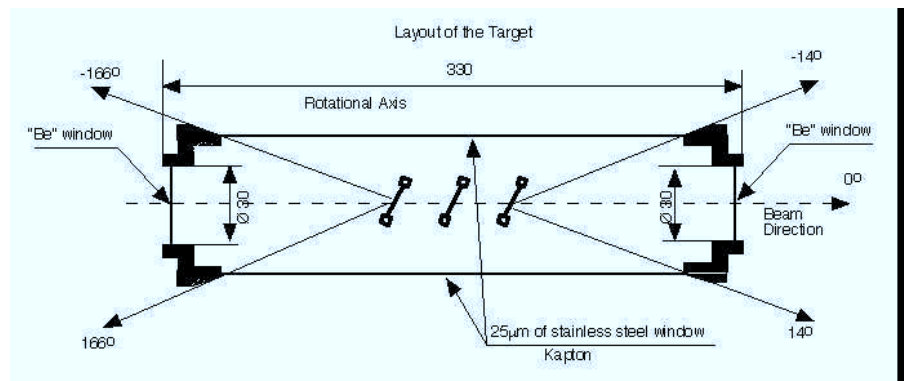 Layout of the Target
-166º
330
-14º
Rotational Axis
"Be" window
"Be" window
0º
Ø 30
Ø 30
Beam
Direction
166º
25µm of stainless steel window
14º
Kapton